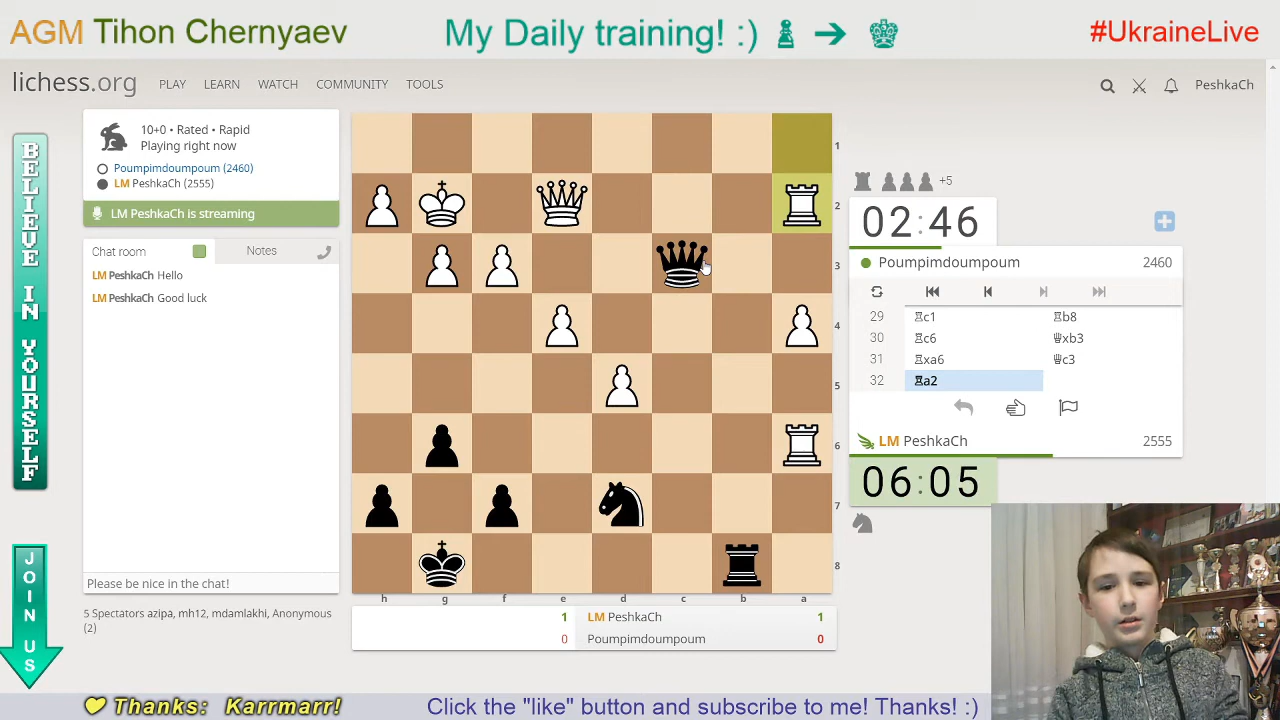 AGM Tihon Chernyaev
My Daily training! :)
#UkraineLive
lichess.org
PLAY LEARN WATCH COMMUNITY TOOLS
PeshkaCh
BELIEVE IN YOURSELF
JOIN US
10+0 • Rated • Rapid
Playing right now
Poumpimdoumpoum (2460)
LM PeshkaCh (2555)
LM PeshkaCh is streaming
Chat room
Notes
LM PeshkaCh Hello
LM PeshkaCh Good luck
Please be nice in the chat!
5 Spectators azipa, mh12, mdamlakhi, Anonymous
(2)
1
2
3
4
5
6
7
8
h g f e d c b a
1 LM PeshkaCh 1
0 Poumpimdoumpoum 0
+5
02:46
Poumpimdoumpoum 2460
29 ♖c1 ♖b8
30 ♖c6 ♕xb3
31 ♖xa6 ♕c3
32 ♖a2
LM PeshkaCh 2555
06:05
Thanks: Karrmarr!
Click the "like" button and subscribe to me! Thanks! :)